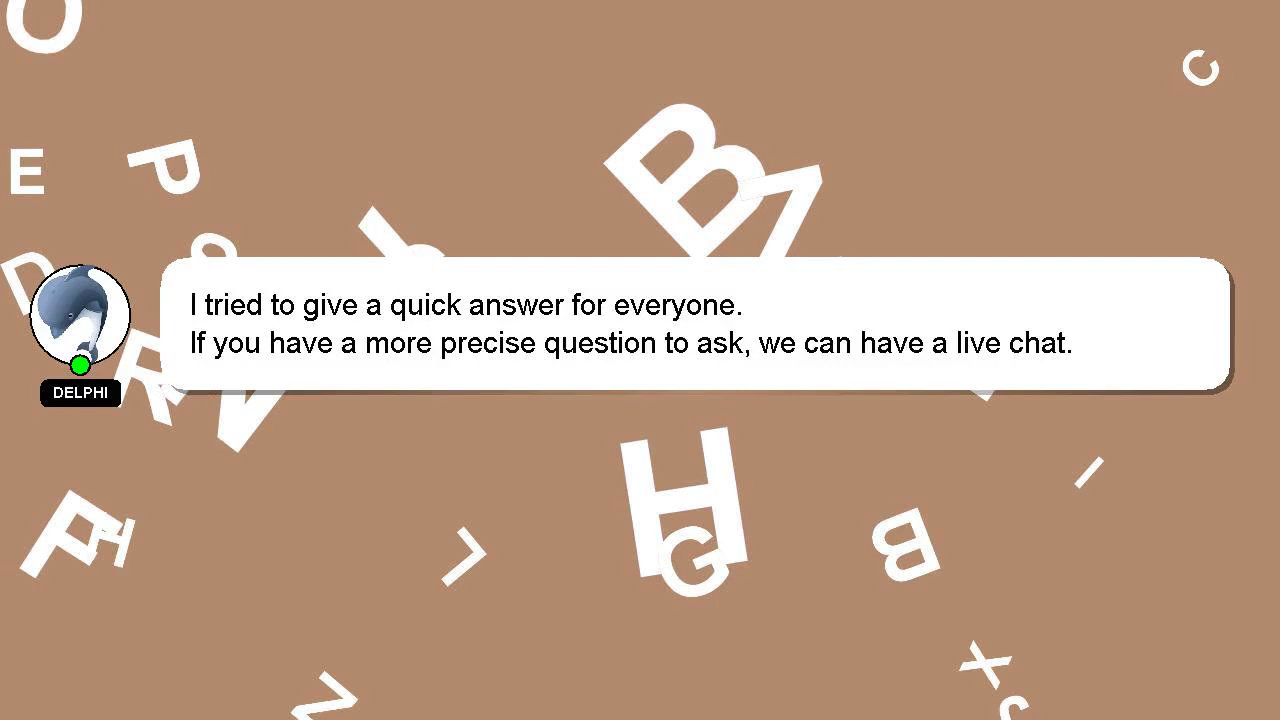 O
C
B
E
P
Z
D
I tried to give a quick answer for everyone.
If you have a more precise question to ask, we can have a live chat.
DELPHI
R
H
I
F
H
G
B
L
X
Z
J